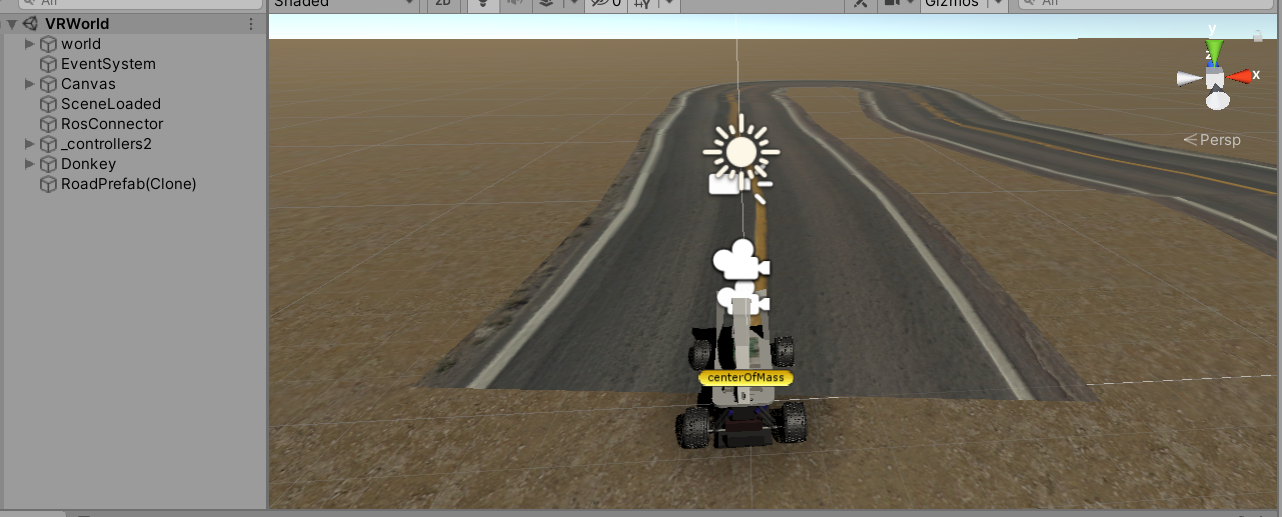 All
Shaded
2D
0
Gizmos
All
VRWorld
world
EventSystem
Canvas
SceneLoaded
RosConnector
_controllers2
Donkey
RoadPrefab(Clone)
y
z
x
Persp
centerOfMass